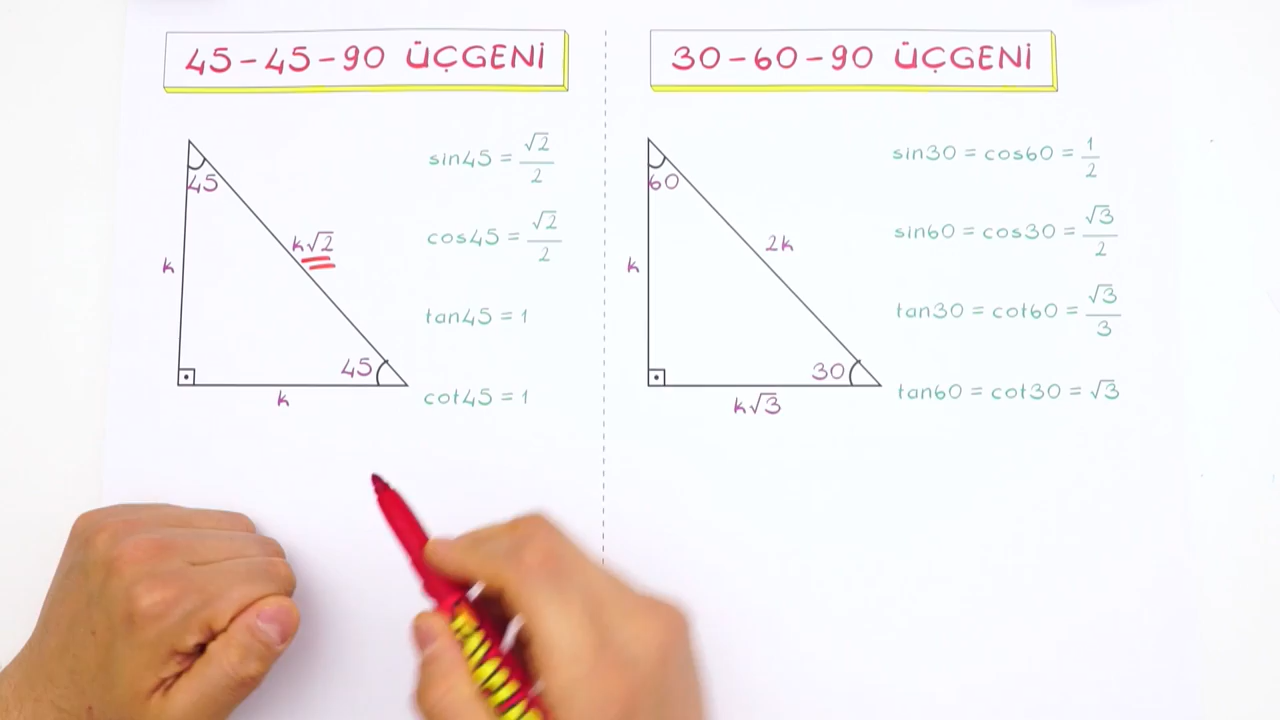 45-45-90 ÜÇGENİ
45
k√2
k
45
k
sin45 = √2/2
cos45 = √2/2
tan45 = 1
cot45 = 1
30-60-90 ÜÇGENİ
60
2k
k
30
k√3
sin30 = cos60 = 1/2
sin60 = cos30 = √3/2
tan30 = cot60 = √3/3
tan60 = cot30 = √3